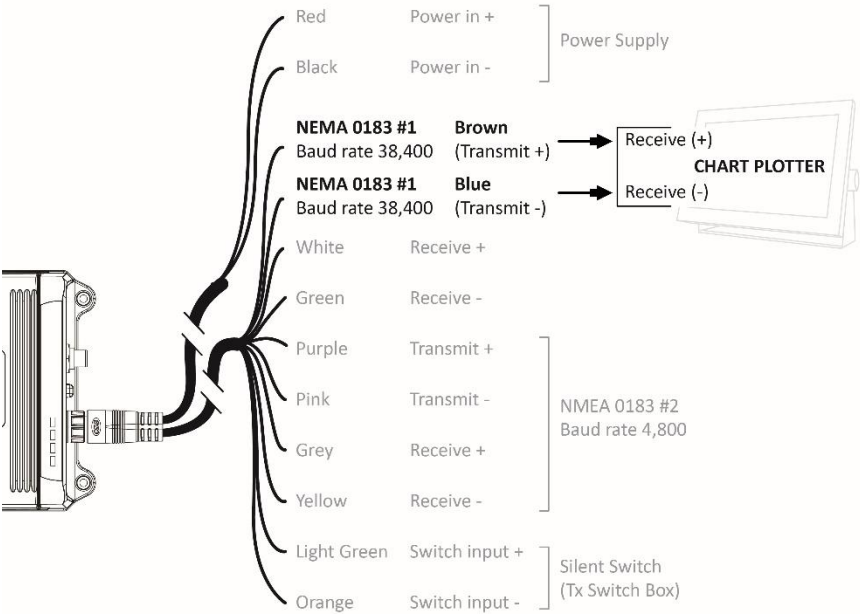 Red Power in +
Power Supply
Black Power in -
NEMA 0183 #1 Brown
Baud rate 38,400 (Transmit +)
Receive (+)
CHART PLOTTER
NEMA 0183 #1 Blue
Baud rate 38,400 (Transmit -)
Receive (-)
White Receive +
Green Receive -
Purple Transmit +
Pink Transmit -
NMEA 0183 #2
Baud rate 4,800
Grey Receive +
Yellow Receive -
Light Green Switch input +
Silent Switch
(Tx Switch Box)
Orange Switch input -